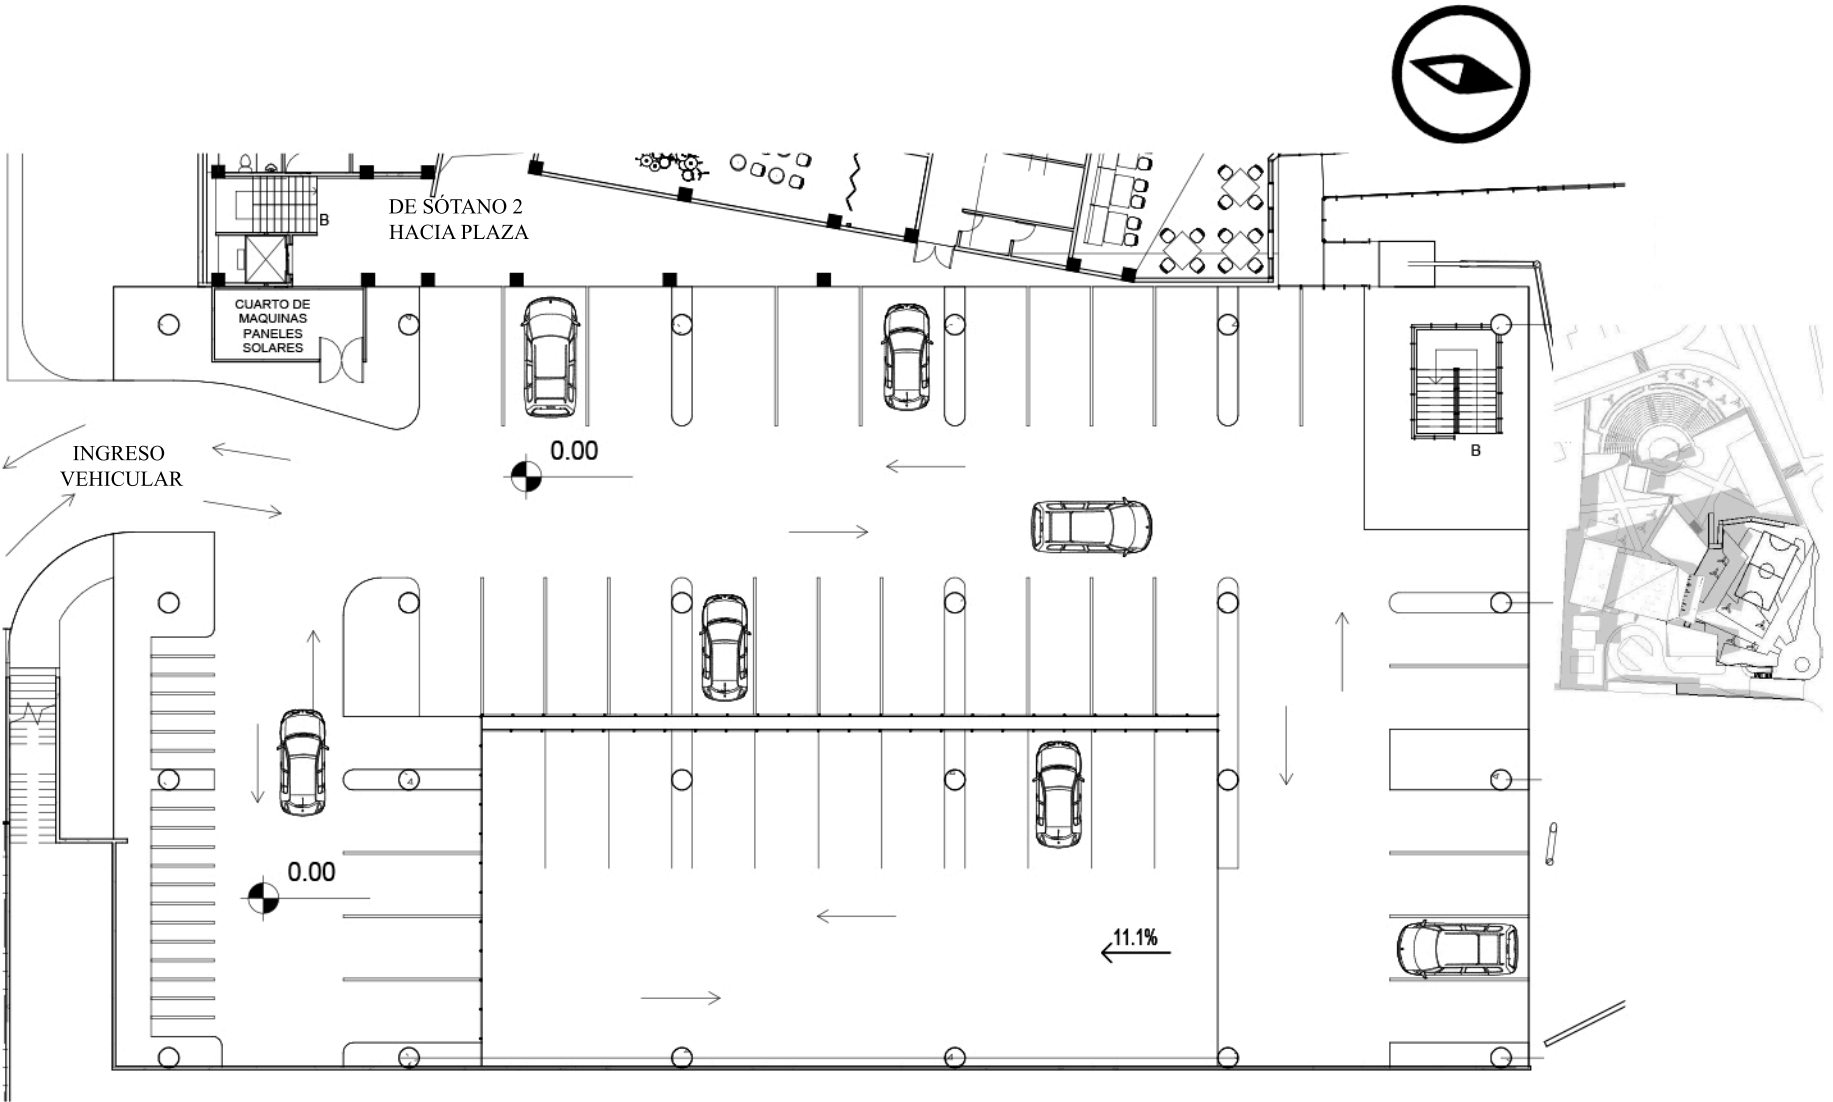 B
DE SÓTANO 2
HACIA PLAZA
CUARTO DE
MAQUINAS
PANELES
SOLARES
INGRESO
VEHICULAR
0.00
B
0.00
11.1%